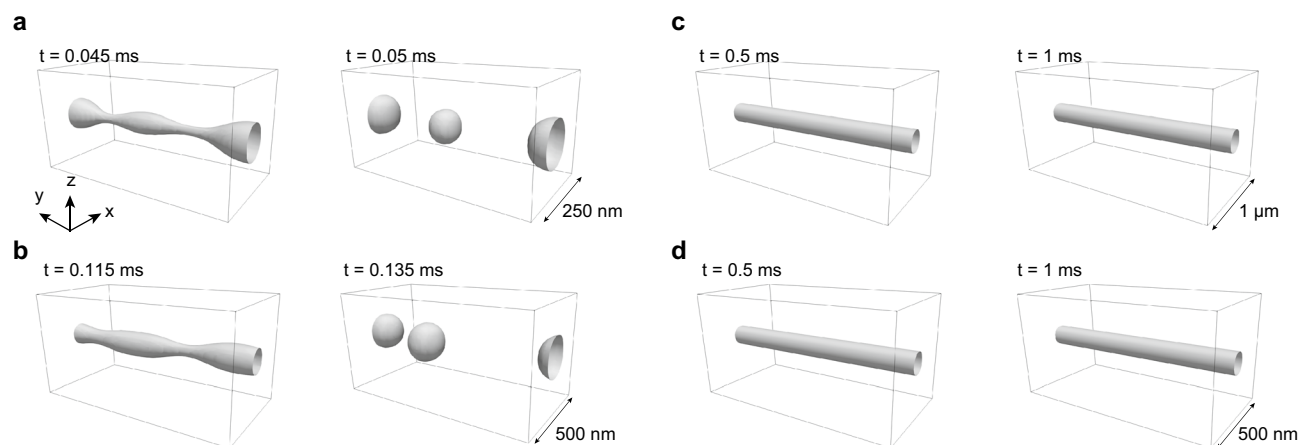 a
t = 0.045 ms
t = 0.05 ms
z
y
x
250 nm
b
t = 0.115 ms
t = 0.135 ms
500 nm
c
t = 0.5 ms
t = 1 ms
1 µm
d
t = 0.5 ms
t = 1 ms
500 nm